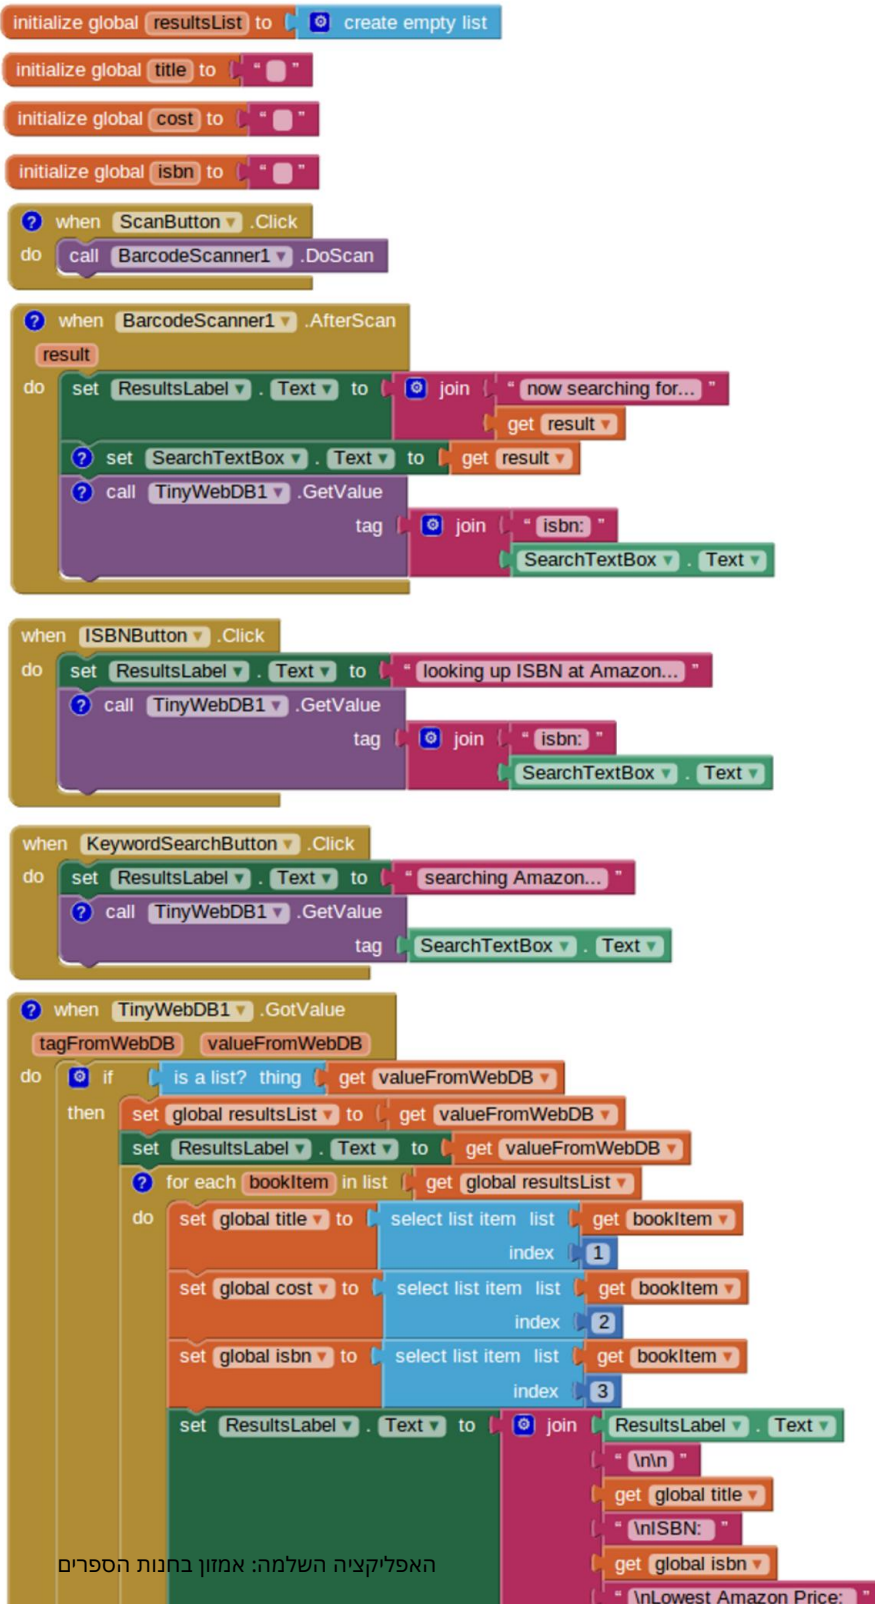 initialize global resultsList to create empty list
initialize global title to “ ”
initialize global cost to “ ”
initialize global isbn to “ ”
? when ScanButton .Click
do call BarcodeScanner1 .DoScan
? when BarcodeScanner1 .AfterScan
result
do set ResultsLabel . Text to join “ now searching for... ”
get result
? set SearchTextBox . Text to get result
? call TinyWebDB1 .GetValue
tag join “ isbn: ”
SearchTextBox . Text
when ISBNButton .Click
do set ResultsLabel . Text to “ looking up ISBN at Amazon... ”
? call TinyWebDB1 .GetValue
tag join “ isbn: ”
SearchTextBox . Text
when KeywordSearchButton .Click
do set ResultsLabel . Text to “ searching Amazon... ”
? call TinyWebDB1 .GetValue
tag SearchTextBox . Text
? when TinyWebDB1 .GotValue
tagFromWebDB valueFromWebDB
do if is a list? thing get valueFromWebDB
then set global resultsList to get valueFromWebDB
set ResultsLabel . Text to get valueFromWebDB
? for each bookItem in list get global resultsList
do set global title to select list item list get bookItem
index 1
set global cost to select list item list get bookItem
index 2
set global isbn to select list item list get bookItem
index 3
set ResultsLabel . Text to join ResultsLabel . Text
“ \n\n ”
get global title
“ \nISBN: ”
האפליקציה השלמה: אמזון בחנות הספרים
get global isbn
“ \nLowest Amazon Price: ”